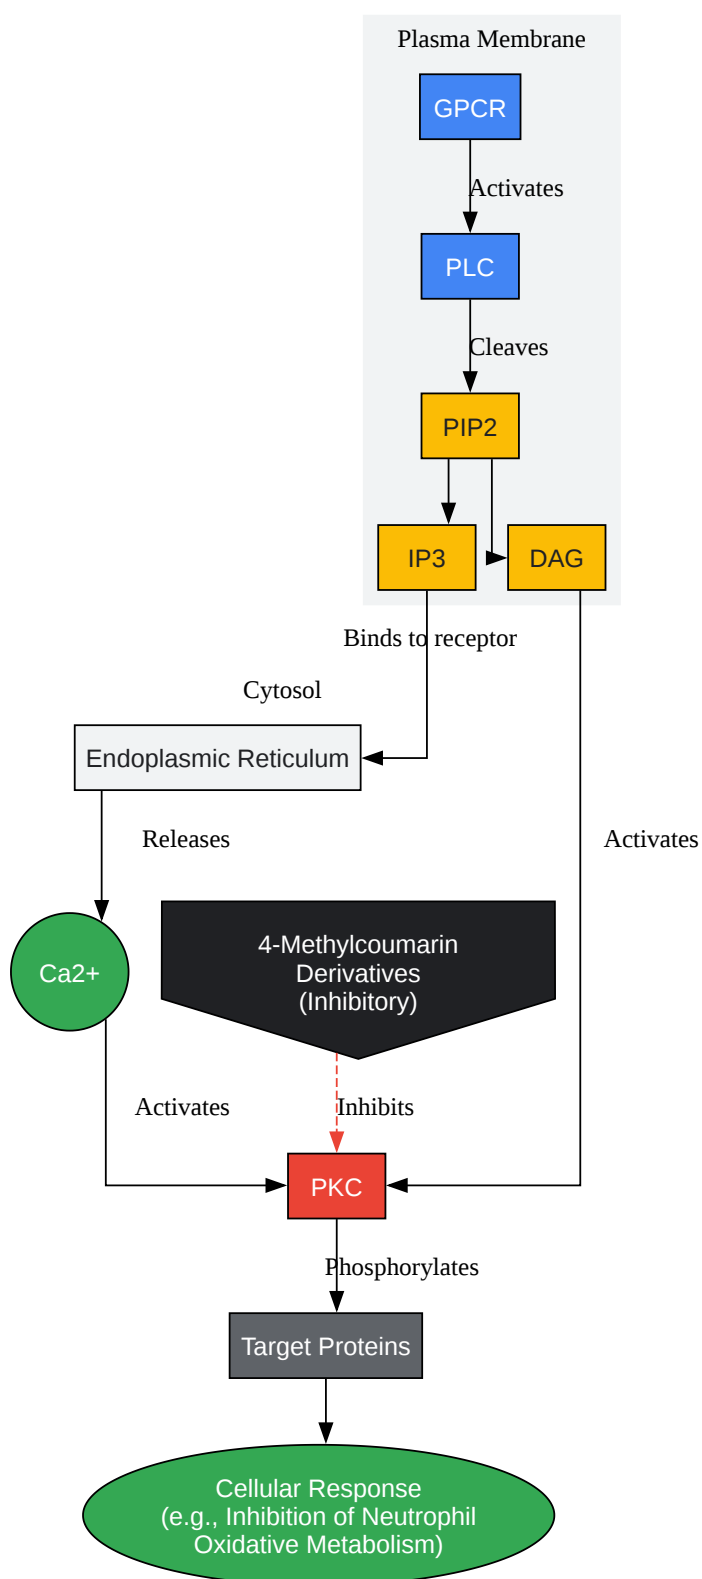 Plasma Membrane
GPCR
Activates
PLC
Cleaves
PIP2
IP3
DAG
Binds to receptor
Cytosol
Endoplasmic Reticulum
Releases
Activates
4-Methylcoumarin
Derivatives
(Inhibitory)
Ca2+
Activates
Inhibits
PKC
Phosphorylates
Target Proteins
Cellular Response
(e.g., Inhibition of Neutrophil
Oxidative Metabolism)